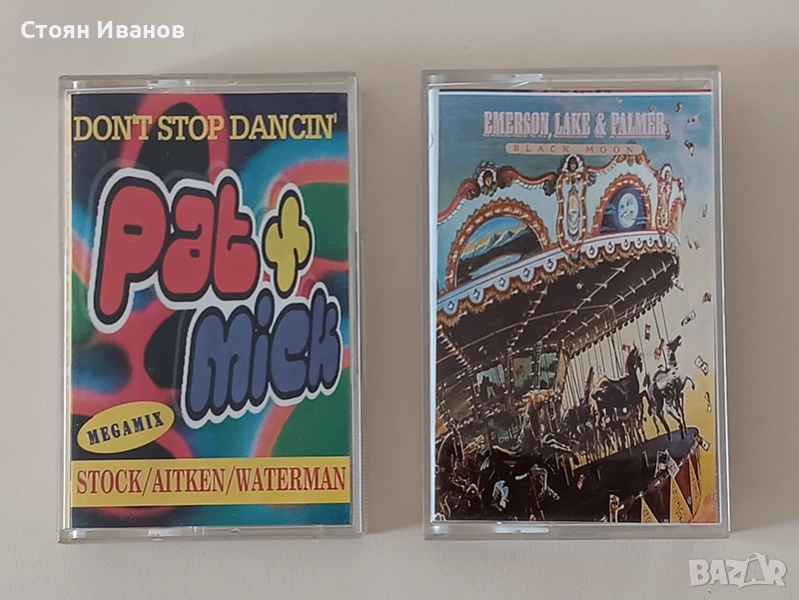 Стоян Иванов
DON'T STOP DANCIN'
Pat +
mick
MEGAMIX
STOCK/AITKEN/WATERMAN
EMERSON, LAKE & PALMER
BLACK MOON
BAZAR